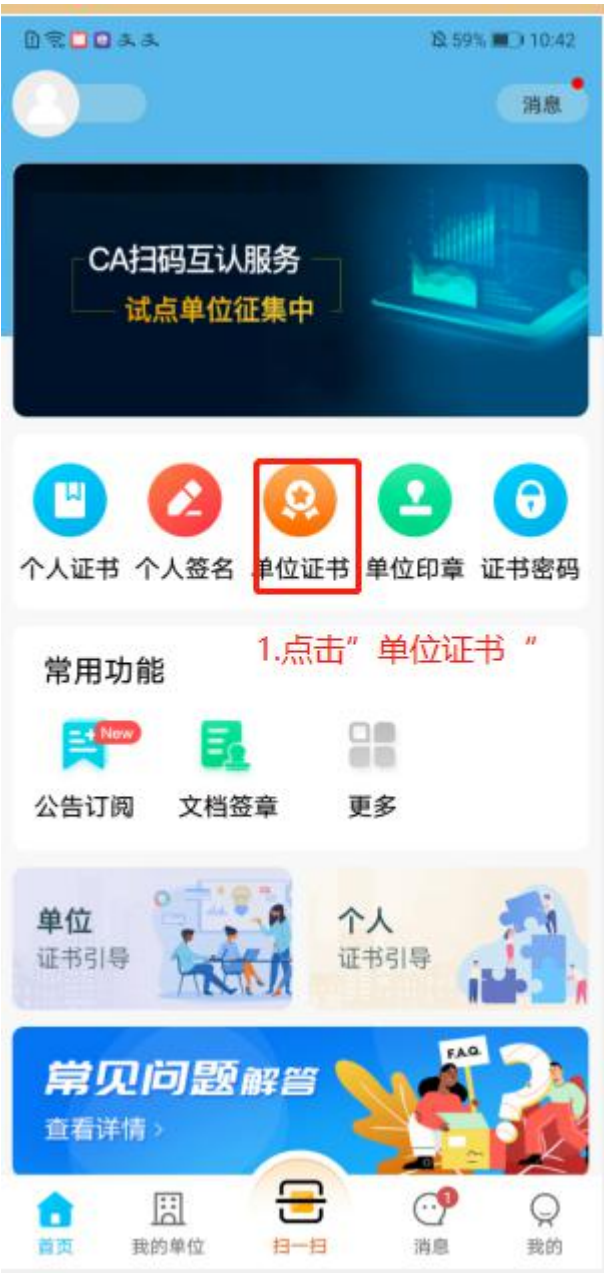 59% 10:42
消息
CA扫码互认服务
试点单位征集中
个人证书 个人签名 单位证书 单位印章 证书密码
1.点击”单位证书“
常用功能
New
公告订阅 文档签章 更多
单位
证书引导
个人
证书引导
F.A.Q.
常见问题解答
查看详情 >
1
首页 我的单位 扫一扫 消息 我的